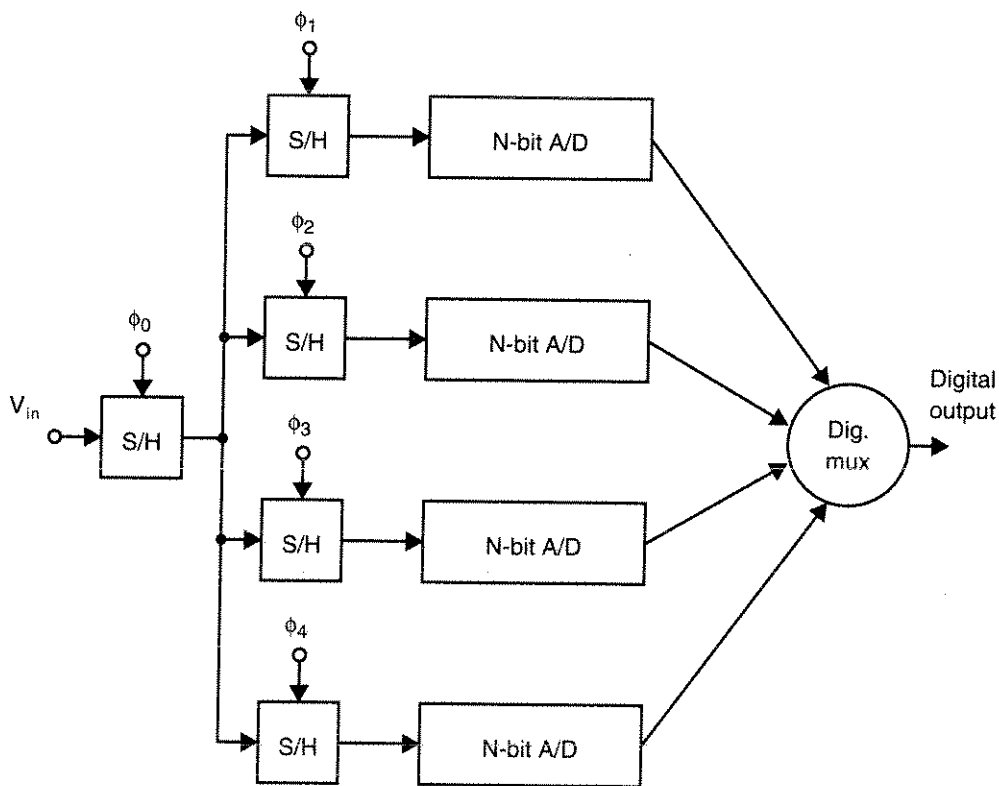 ϕ1
S/H
N-bit A/D
ϕ2
S/H
N-bit A/D
ϕ0
Vin
S/H
ϕ3
S/H
N-bit A/D
Dig.
mux
Digital
output
ϕ4
S/H
N-bit A/D